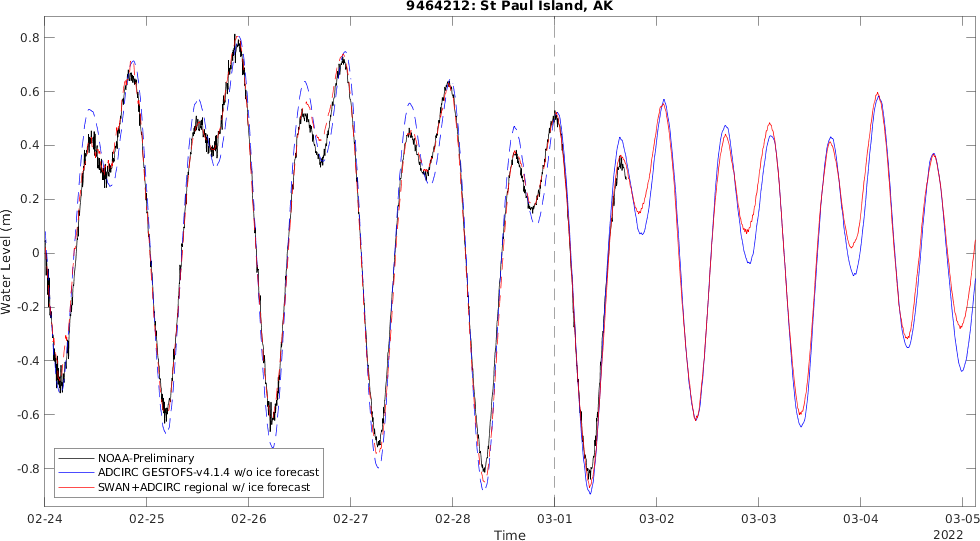 9464212: St Paul Island, AK
0.8
0.6
0.4
0.2
0
-0.2
-0.4
-0.6
-0.8
Water Level (m)
NOAA-Preliminary
ADCIRC GESTOFS-v4.1.4 w/o ice forecast
SWAN+ADCIRC regional w/ ice forecast
02-24 02-25 02-26 02-27 02-28 03-01 03-02 03-03 03-04 03-05
Time 2022